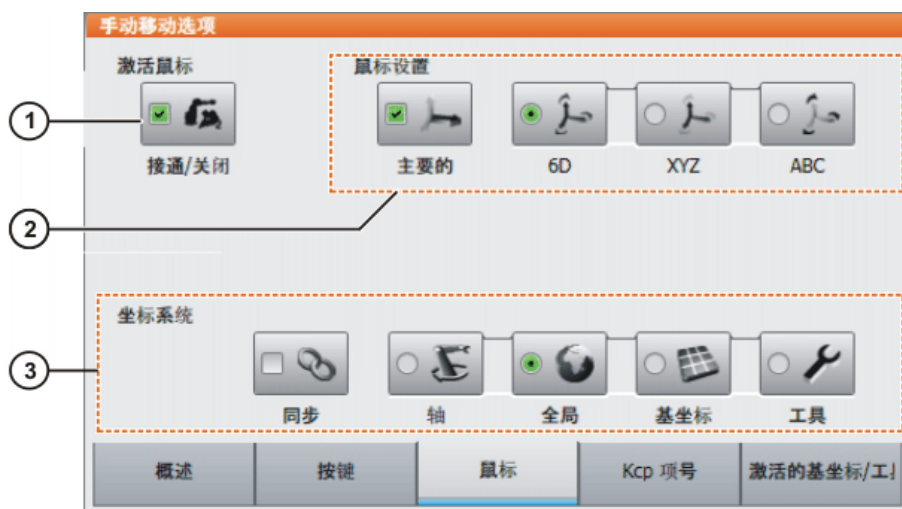 手动移动选项
激活鼠标
鼠标设置
1
接通/关闭
主要的
6D
XYZ
ABC
2
坐标系统
3
同步
轴
全局
基坐标
工具
概述
按键
鼠标
Kcp 项号
激活的基坐标/工